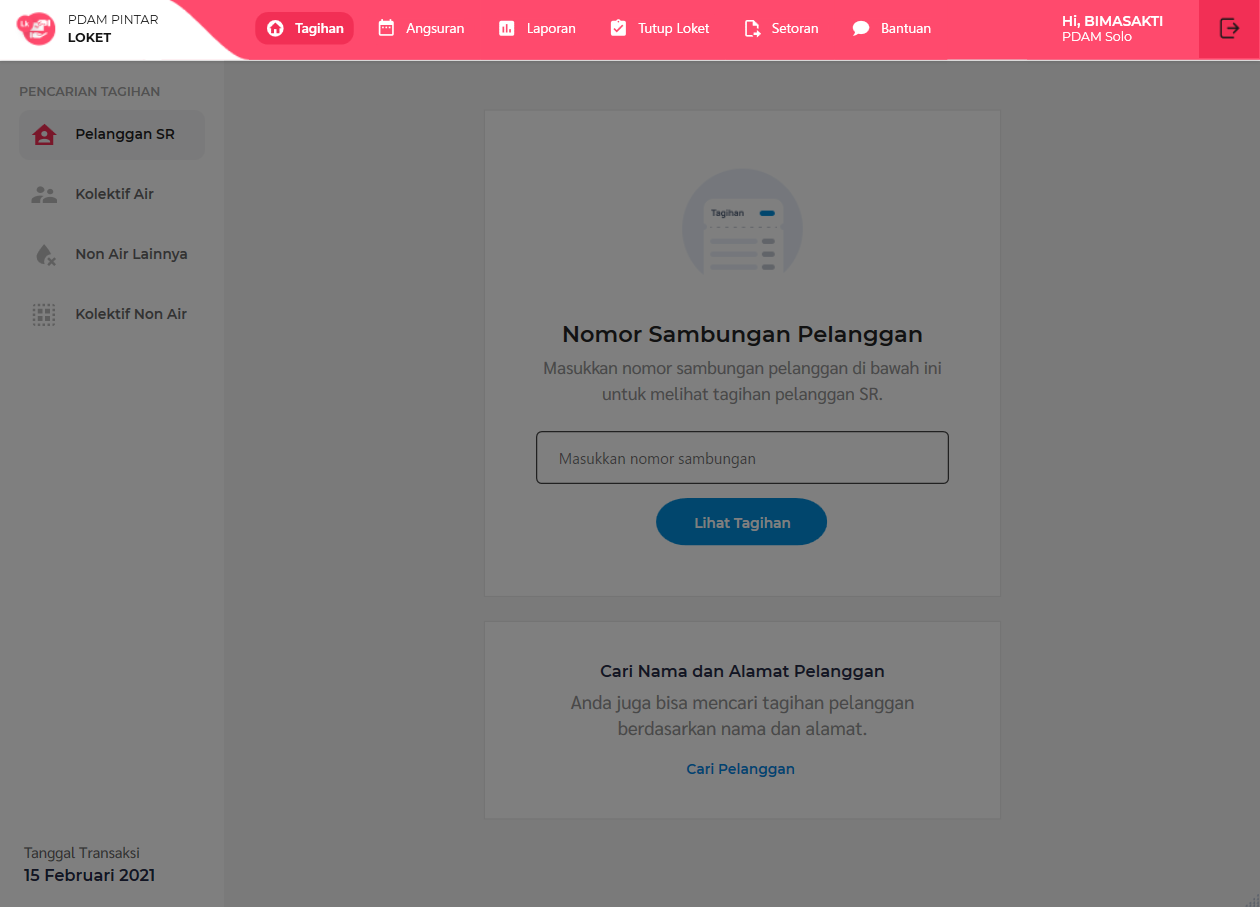 PDAM PINTAR
LOKET
Tagihan
Angsuran
Laporan
Tutup Loket
Setoran
Bantuan
Hi, BIMASAKTI
PDAM Solo
PENCARIAN TAGIHAN
Pelanggan SR
Kolektif Air
Non Air Lainnya
Kolektif Non Air
Tagihan
Nomor Sambungan Pelanggan
Masukkan nomor sambungan pelanggan di bawah ini
untuk melihat tagihan pelanggan SR.
Masukkan nomor sambungan
Lihat Tagihan
Cari Nama dan Alamat Pelanggan
Anda juga bisa mencari tagihan pelanggan
berdasarkan nama dan alamat.
Cari Pelanggan
Tanggal Transaksi
15 Februari 2021